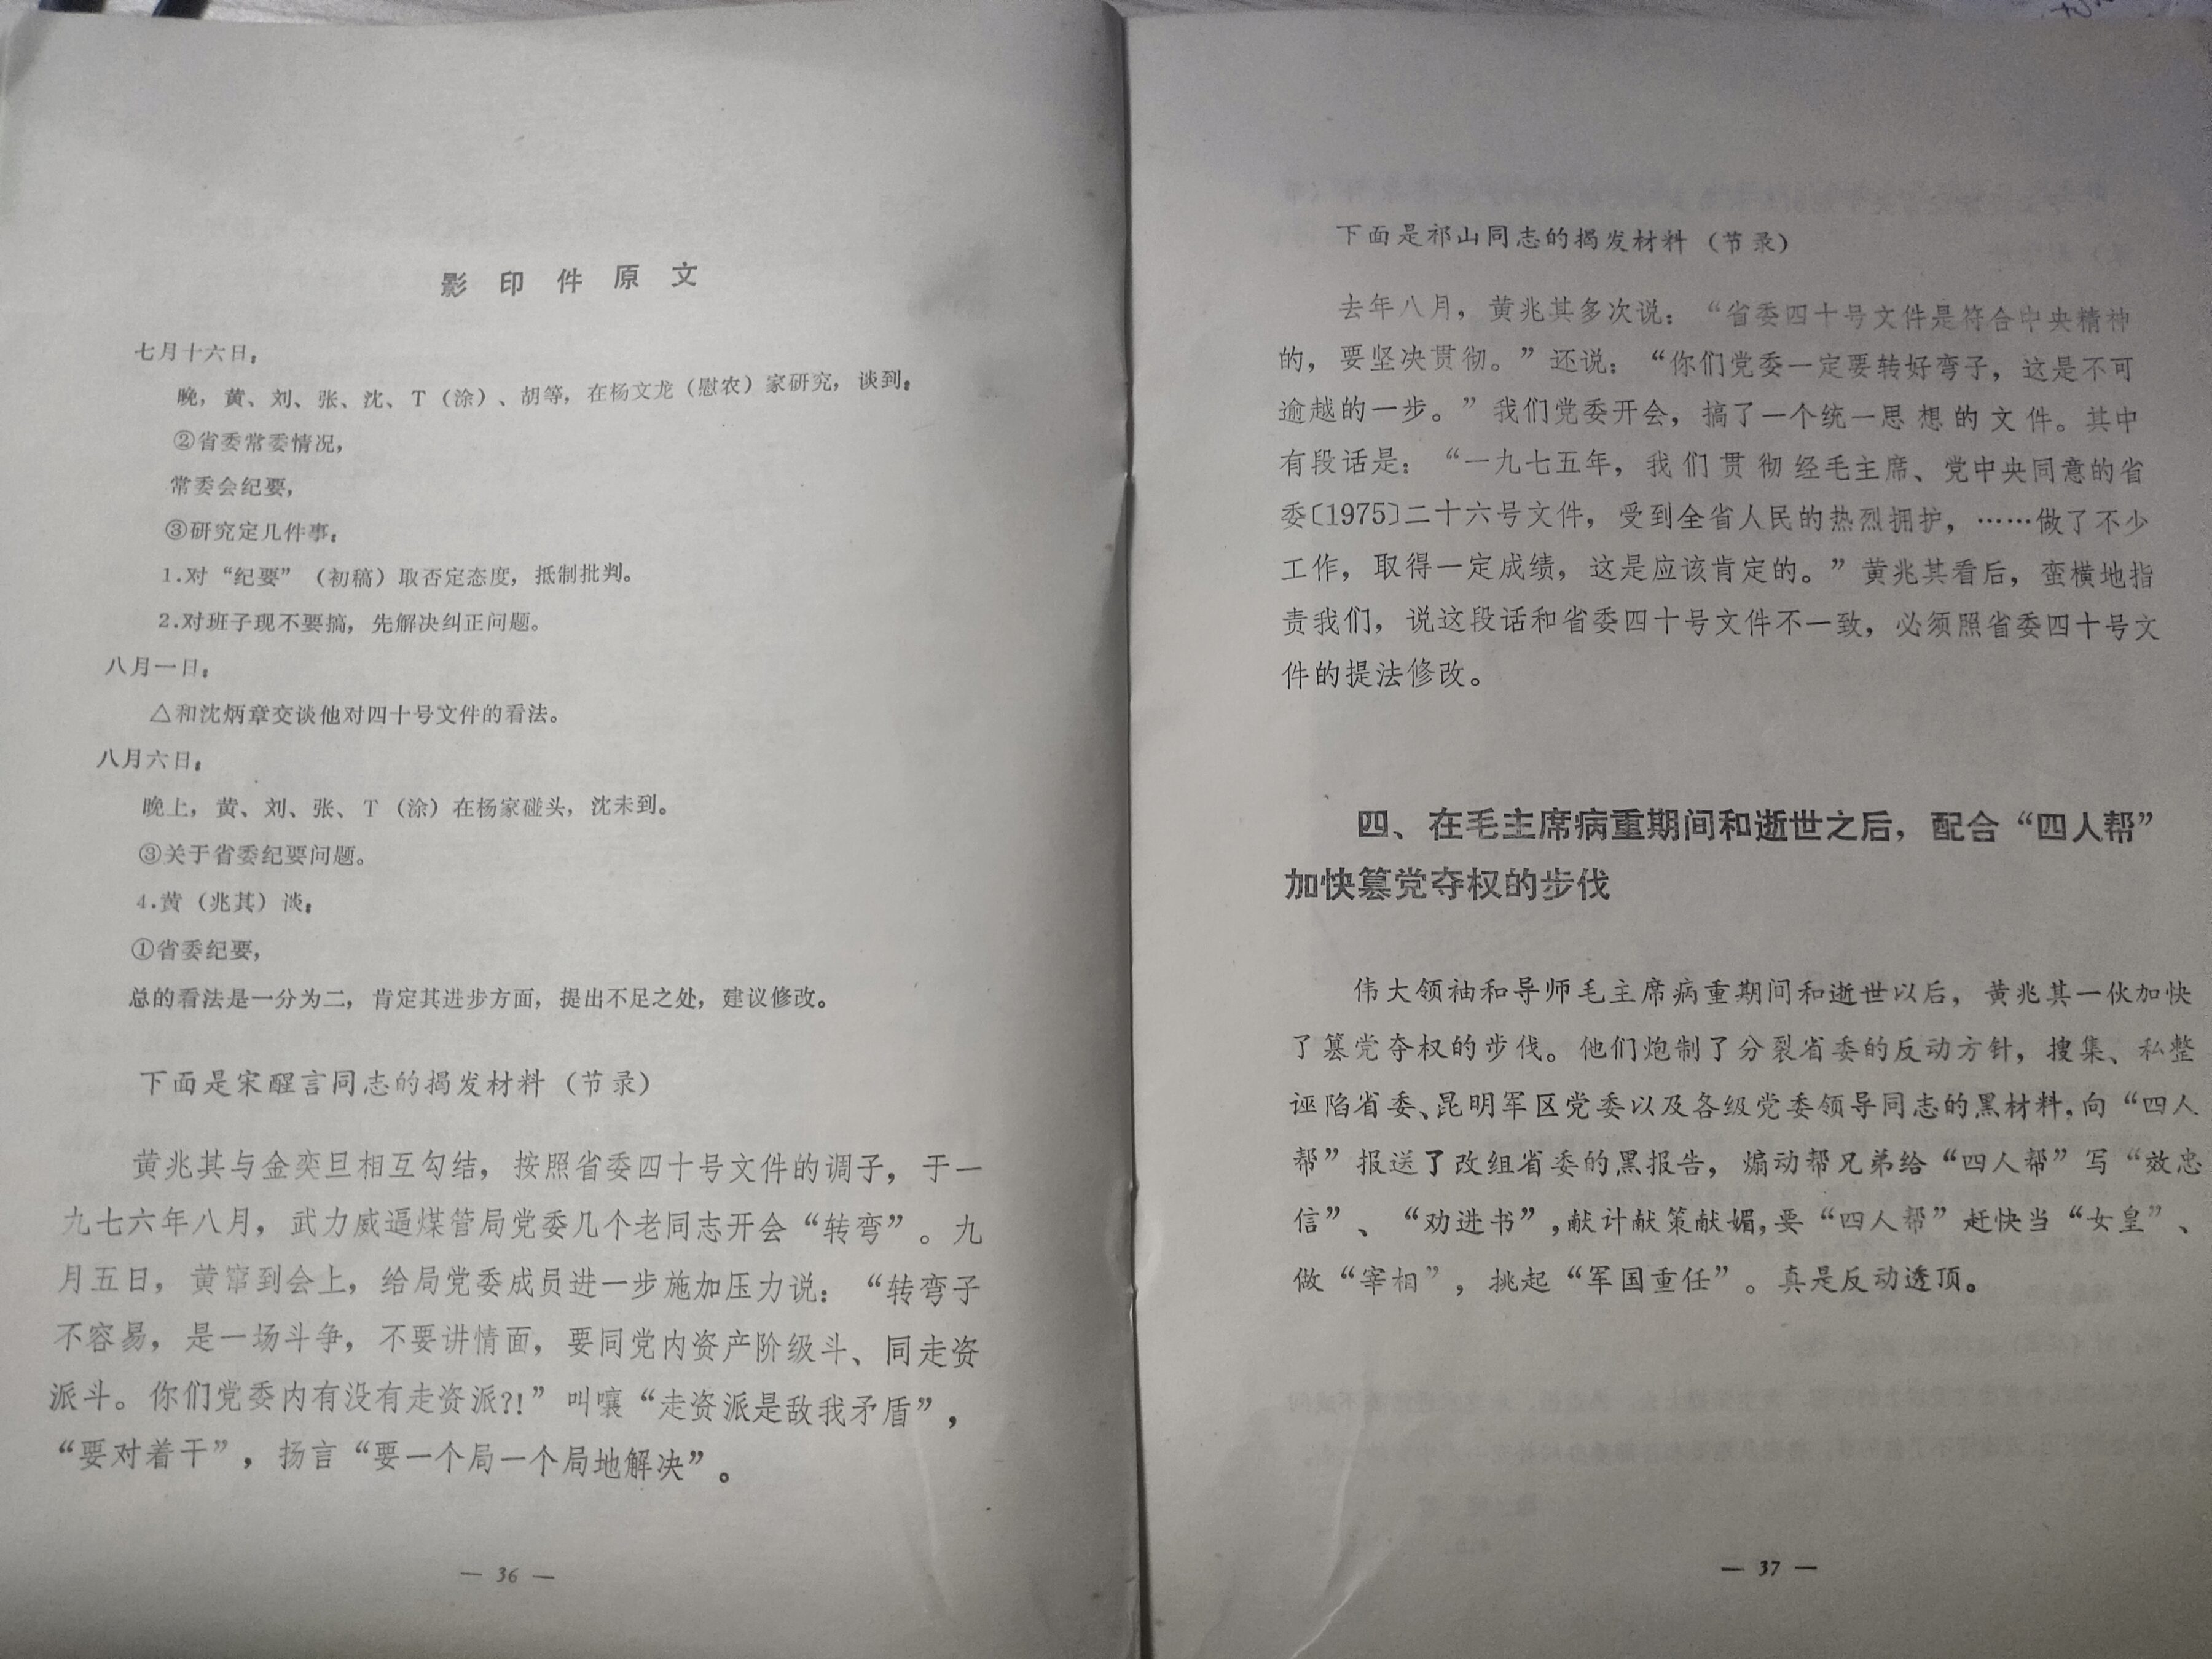 影印件原文
七月十六日：
晚，黄、刘、张、沈、T（涂）、胡等，在杨文龙（慰农）家研究，谈到：
②省委常委情况，
常委会纪要，
③研究定几件事：
1.对“纪要”（初稿）取否定态度，抵制批判。
2.对班子现不要搞，先解决纠正问题。
八月一日：
△和沈炳章交谈他对四十号文件的看法。
八月六日：
晚上，黄、刘、张、T（涂）在杨家碰头，沈未到。
③关于省委纪要问题。
4.黄（兆其）谈：
①省委纪要，
总的看法是一分为二，肯定其进步方面，提出不足之处，建议修改。
下面是宋醒言同志的揭发材料（节录）
黄兆其与金奕旦相互勾结，按照省委四十号文件的调子，于一
九七六年八月，武力威逼煤管局党委几个老同志开会“转弯”。九
月五日，黄窜到会上，给局党委成员进一步施加压力说：“转弯子
不容易，是一场斗争，不要讲情面，要同党内资产阶级斗、同走资
派斗。你们党委内有没有走资派?!”叫嚷“走资派是敌我矛盾”，
“要对着干”，扬言“要一个局一个局地解决”。
— 36 —
下面是祁山同志的揭发材料（节录）
去年八月，黄兆其多次说：“省委四十号文件是符合中央精神
的，要坚决贯彻。”还说：“你们党委一定要转好弯子，这是不可
逾越的一步。”我们党委开会，搞了一个统一思想的文件。其中
有段话是：“一九七五年，我们贯彻经毛主席、党中央同意的省
委〔1975〕二十六号文件，受到全省人民的热烈拥护，……做了不少
工作，取得一定成绩，这是应该肯定的。”黄兆其看后，蛮横地指
责我们，说这段话和省委四十号文件不一致，必须照省委四十号文
件的提法修改。
四、在毛主席病重期间和逝世之后，配合“四人帮”
加快篡党夺权的步伐
伟大领袖和导师毛主席病重期间和逝世以后，黄兆其一伙加快
了篡党夺权的步伐。他们炮制了分裂省委的反动方针，搜集、私整
诬陷省委、昆明军区党委以及各级党委领导同志的黑材料，向“四人
帮”报送了改组省委的黑报告，煽动帮兄弟给“四人帮”写“效忠
信”、“劝进书”，献计献策献媚，要“四人帮”赶快当“女皇”、
做“宰相”，挑起“军国重任”。真是反动透顶。
— 37 —